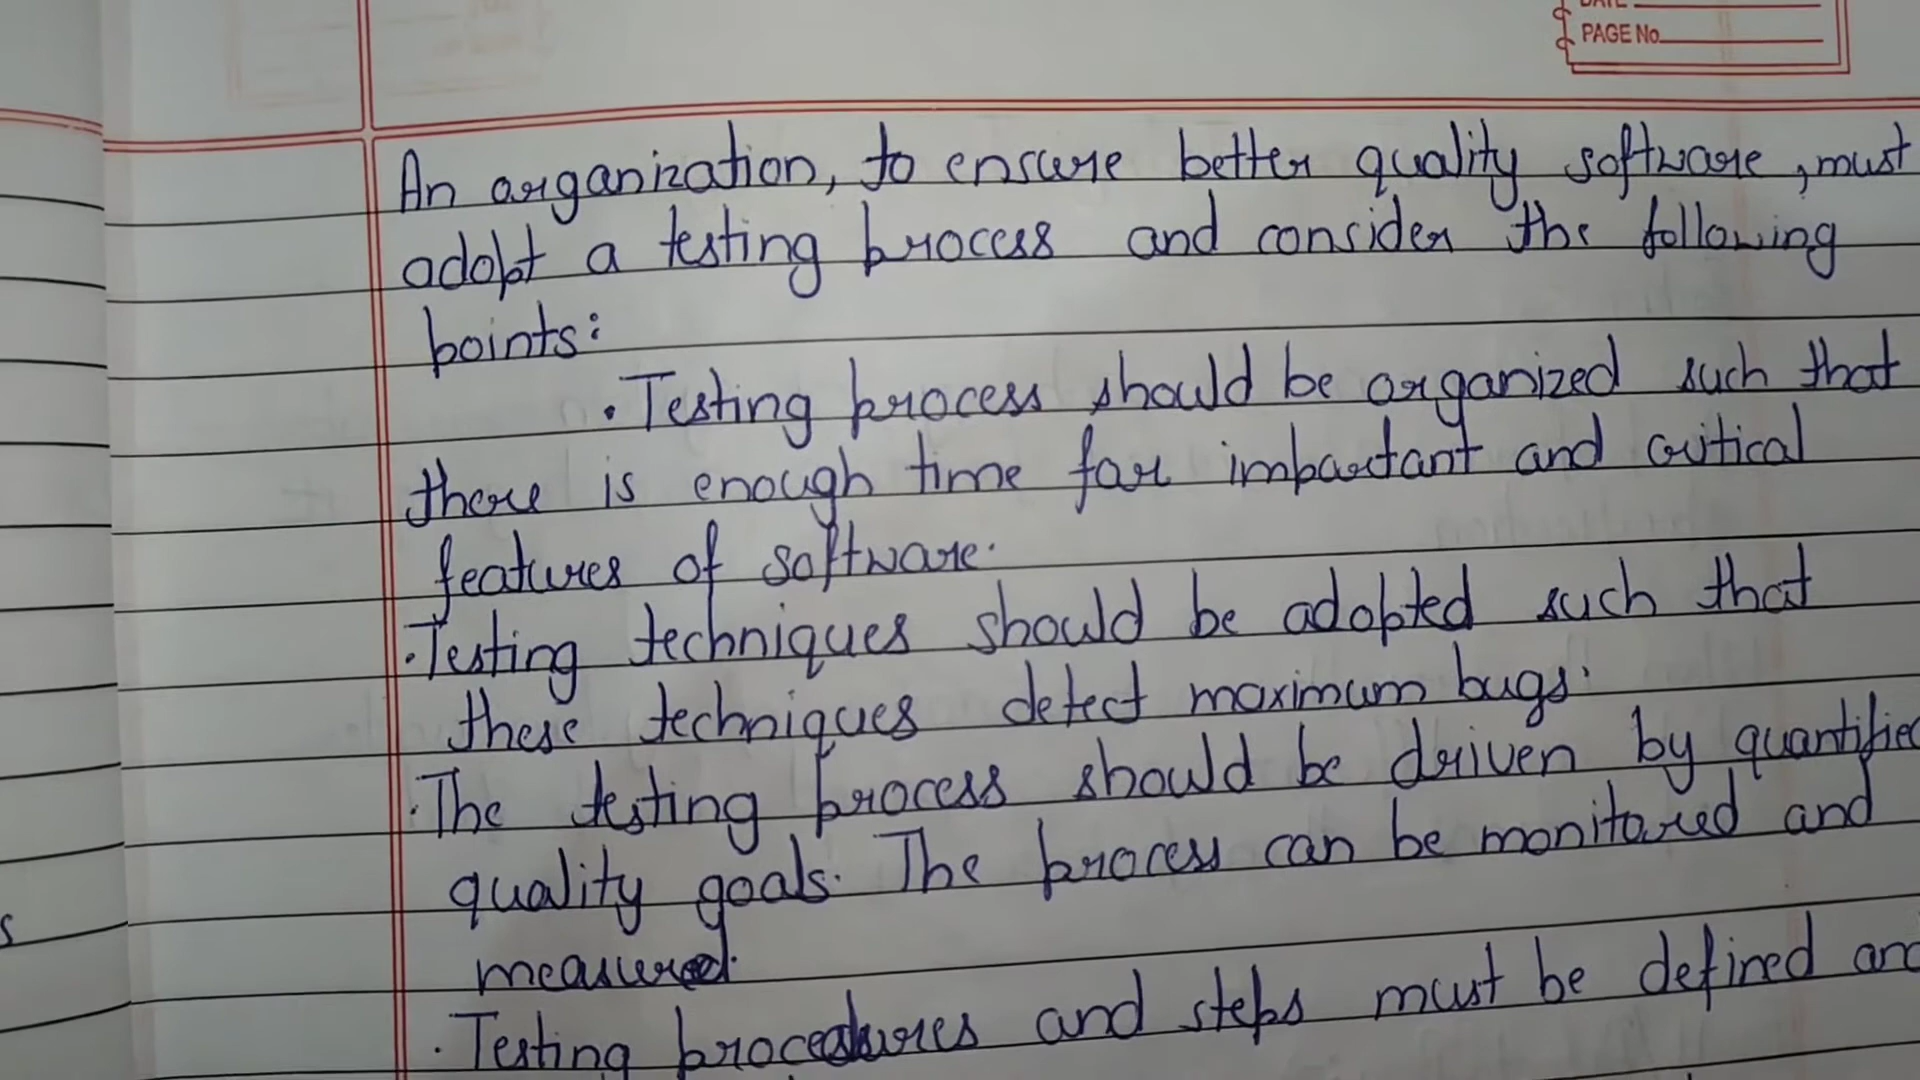 DATE
PAGE No.
An organization, to ensure better quality software, must
adopt a testing process and consider the following
points:
• Testing process should be organized such that
there is enough time for important and critical
features of software.
• Testing techniques should be adopted such that
these techniques detect maximum bugs.
• The testing process should be driven by quantified
quality goals. The process can be monitored and
measured.
s
• Testing procedures and steps must be defined and